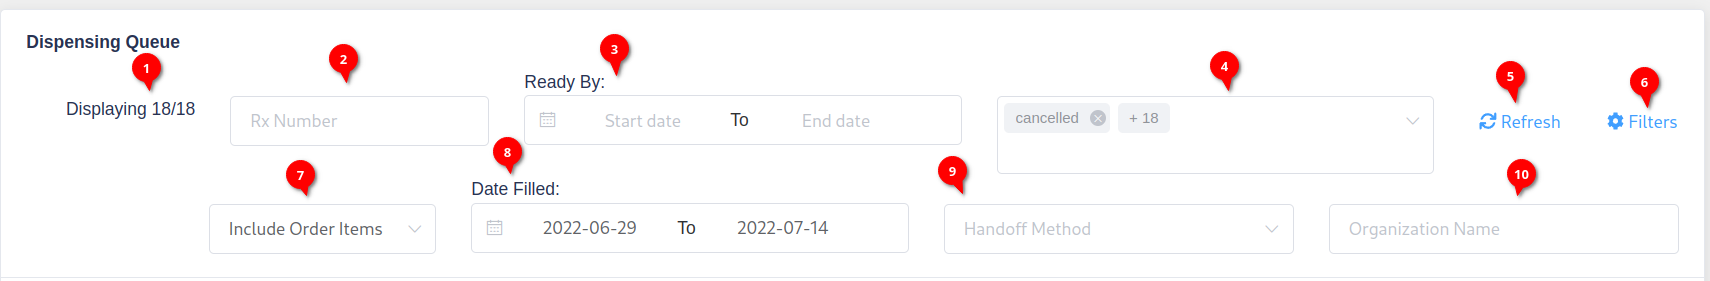 Dispensing Queue
1
2
3
4
5
6
Ready By:
Displaying 18/18
Rx Number
Start date To End date
cancelled + 18
Refresh
Filters
7
8
9
10
Date Filled:
Include Order Items
2022-06-29 To 2022-07-14
Handoff Method
Organization Name